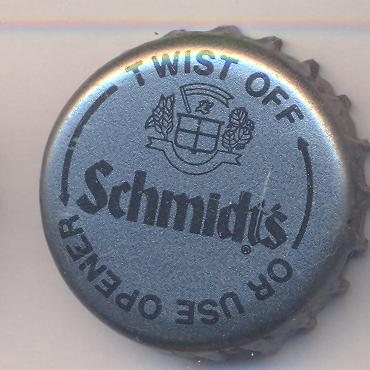 TWIST OFF
Schmidt's
®
OR USE OPENER